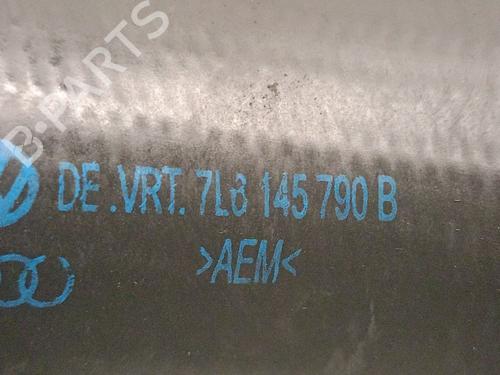 B-PARTS
DE .VRT. 7L8 145 790 B
>AEM<